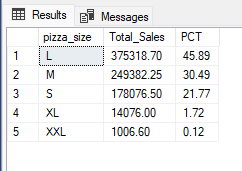 Results Messages
pizza_size Total_Sales PCT
1 L 375318.70 45.89
2 M 249382.25 30.49
3 S 178076.50 21.77
4 XL 14076.00 1.72
5 XXL 1006.60 0.12